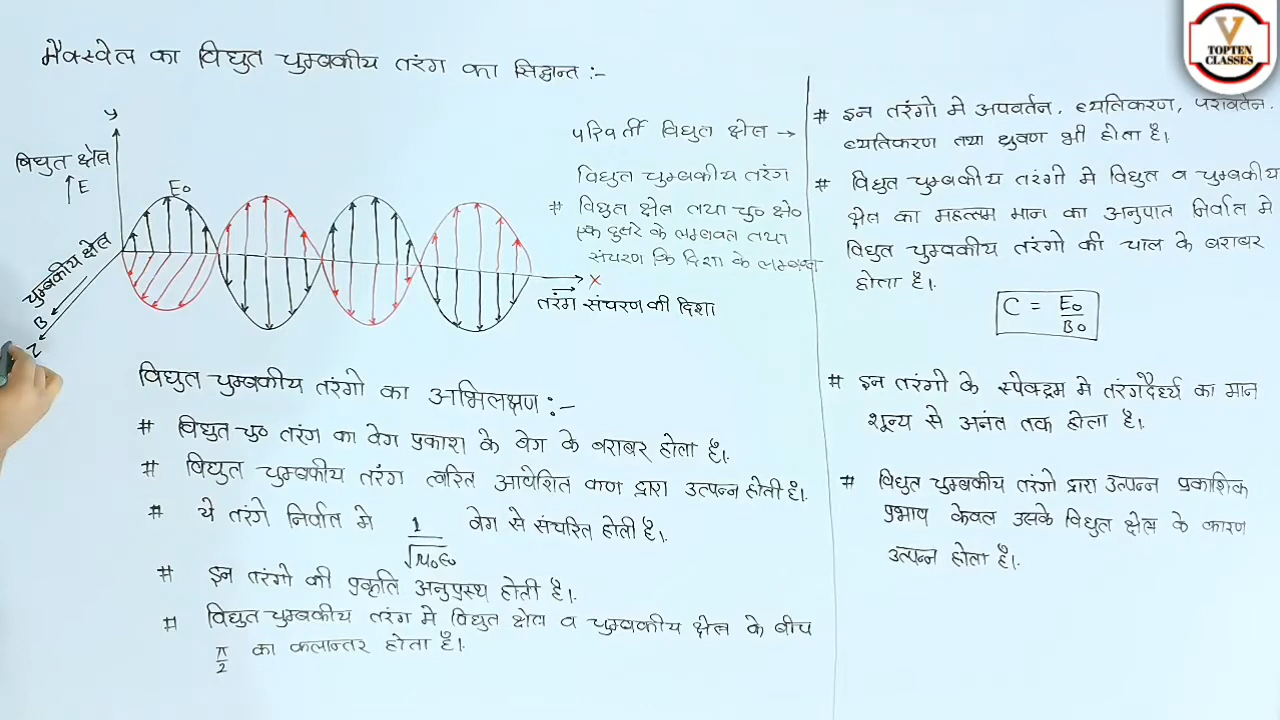 मैक्सवेल का विधुत चुम्बकीय तरंग का सिद्धान्त :-
y
विधुत क्षेत्र
E
E₀
चुम्बकीय क्षेत्र
B
Z
X
तरंग संचरण की दिशा
परिवर्ती विधुत क्षेत्र →
विधुत चुम्बकीय तरंग
# विधुत क्षेत्र तथा चु० क्षे०
एक दुसरे के लम्बवत तथा
संचरण कि दिशा के लम्बवत
विधुत चुम्बकीय तरंगो का अभिलक्षण :-
# विधुत चु० तरंग का वेग प्रकाश के वेग के बराबर होता है।.
# विधुत चुम्बकीय तरंग त्वरित आवेशित कण द्वारा उत्पन्न होती है।.
# ये तरंगे निर्वात मे 1/√μ₀ε₀ वेग से संचरित होती है।.
# इन तरंगो की प्रकृति अनुप्रस्थ होती है।.
# विधुत चुम्बकीय तरंग मे विधुत क्षेत्र व चुम्बकीय क्षेत्र के बीच
π/2 का कलान्तर होता है।.
V
TOPTEN
CLASSES
# इन तरंगो मे अपवर्तन, व्यतिकरण, परावर्तन,
व्यतिकरण तथा ध्रुवण भी होता है।
# विधुत चुम्बकीय तरंगो मे विधुत व चुम्बकीय
क्षेत्र का महत्तम मान का अनुपात निर्वात मे
विधुत चुम्बकीय तरंगो की चाल के बराबर
होता है।.
C = E₀/B₀
# इन तरंगो के स्पेक्ट्रम मे तरंगदैर्ध्य का मान
शून्य से अनंत तक होता है।.
# विधुत चुम्बकीय तरंगो द्वारा उत्पन्न प्रकाशिक
प्रभाव केवल उसके विधुत क्षेत्र के कारण
उत्पन्न होता है।.